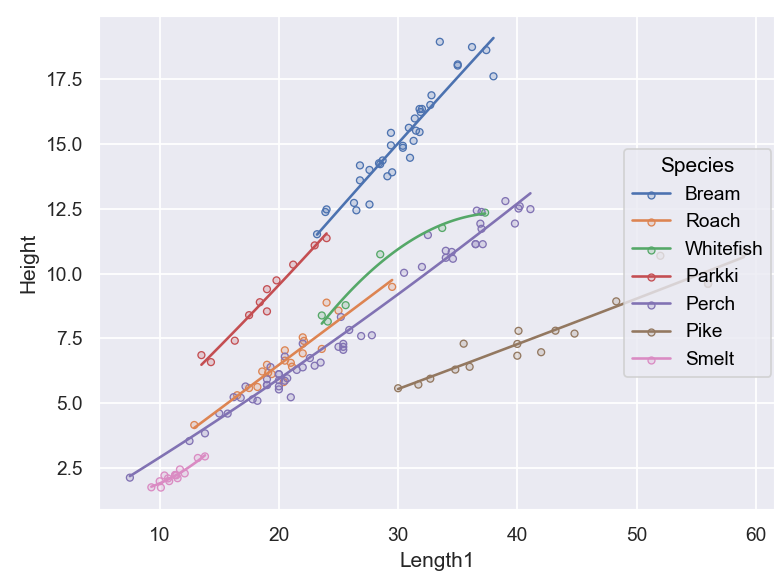 17.5
15.0
12.5
10.0
7.5
5.0
2.5
Height
10 20 30 40 50 60
Length1
Species
Bream
Roach
Whitefish
Parkki
Perch
Pike
Smelt